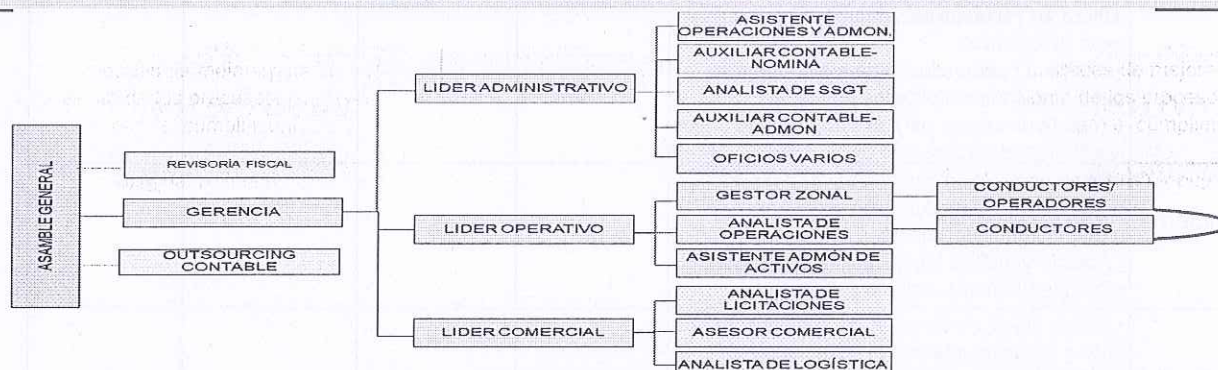 ASAMBLE GENERAL
REVISORÍA FISCAL
GERENCIA
OUTSOURCING
CONTABLE
LIDER ADMINISTRATIVO
ASISTENTE
OPERACIONES Y ADMON.
AUXILIAR CONTABLE-
NOMINA
ANALISTA DE SSGT
AUXILIAR CONTABLE-
ADMON
OFICIOS VARIOS
LIDER OPERATIVO
GESTOR ZONAL
CONDUCTORES/
OPERADORES
ANALISTA DE
OPERACIONES
CONDUCTORES
ASISTENTE ADMÓN DE
ACTIVOS
LIDER COMERCIAL
ANALISTA DE
LICITACIONES
ASESOR COMERCIAL
ANALISTA DE LOGÍSTICA